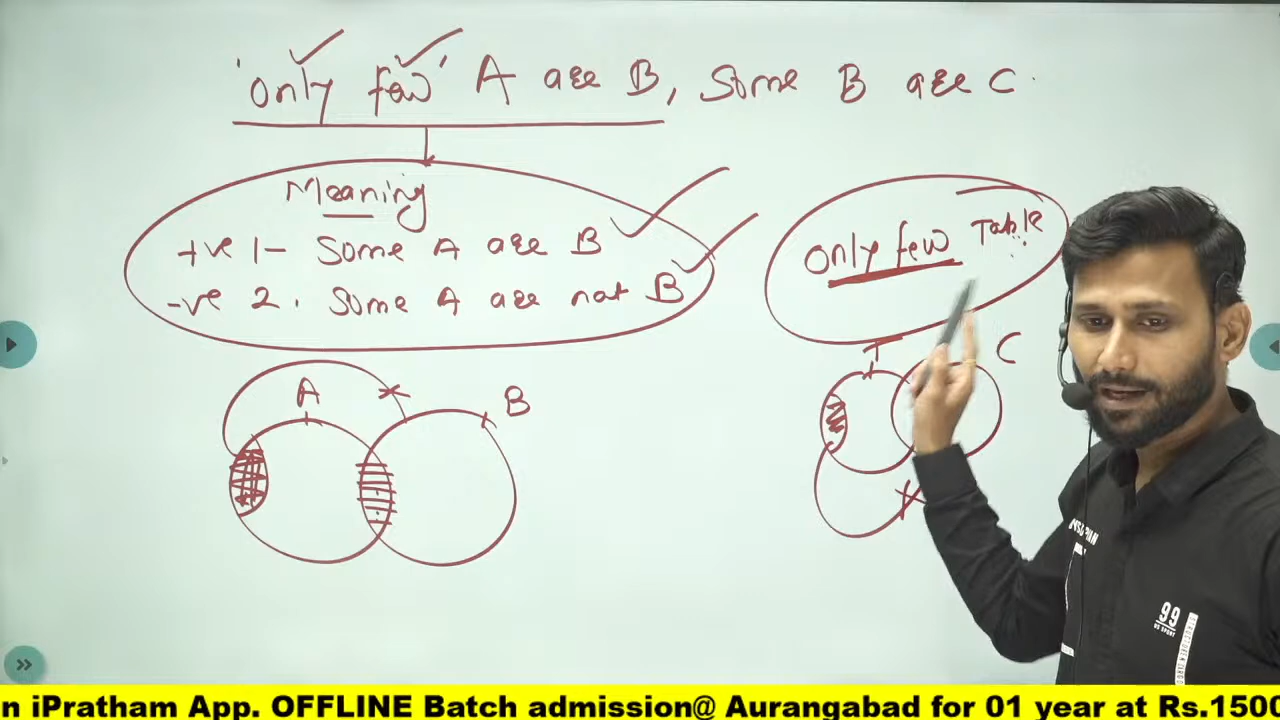 'only few' A are B, Some B are C.
Meaning
+ve 1- Some A are B
-ve 2. Some A are not B
only few Table
A
B
T
C
99
n iPratham App. OFFLINE Batch admission@ Aurangabad for 01 year at Rs.1500